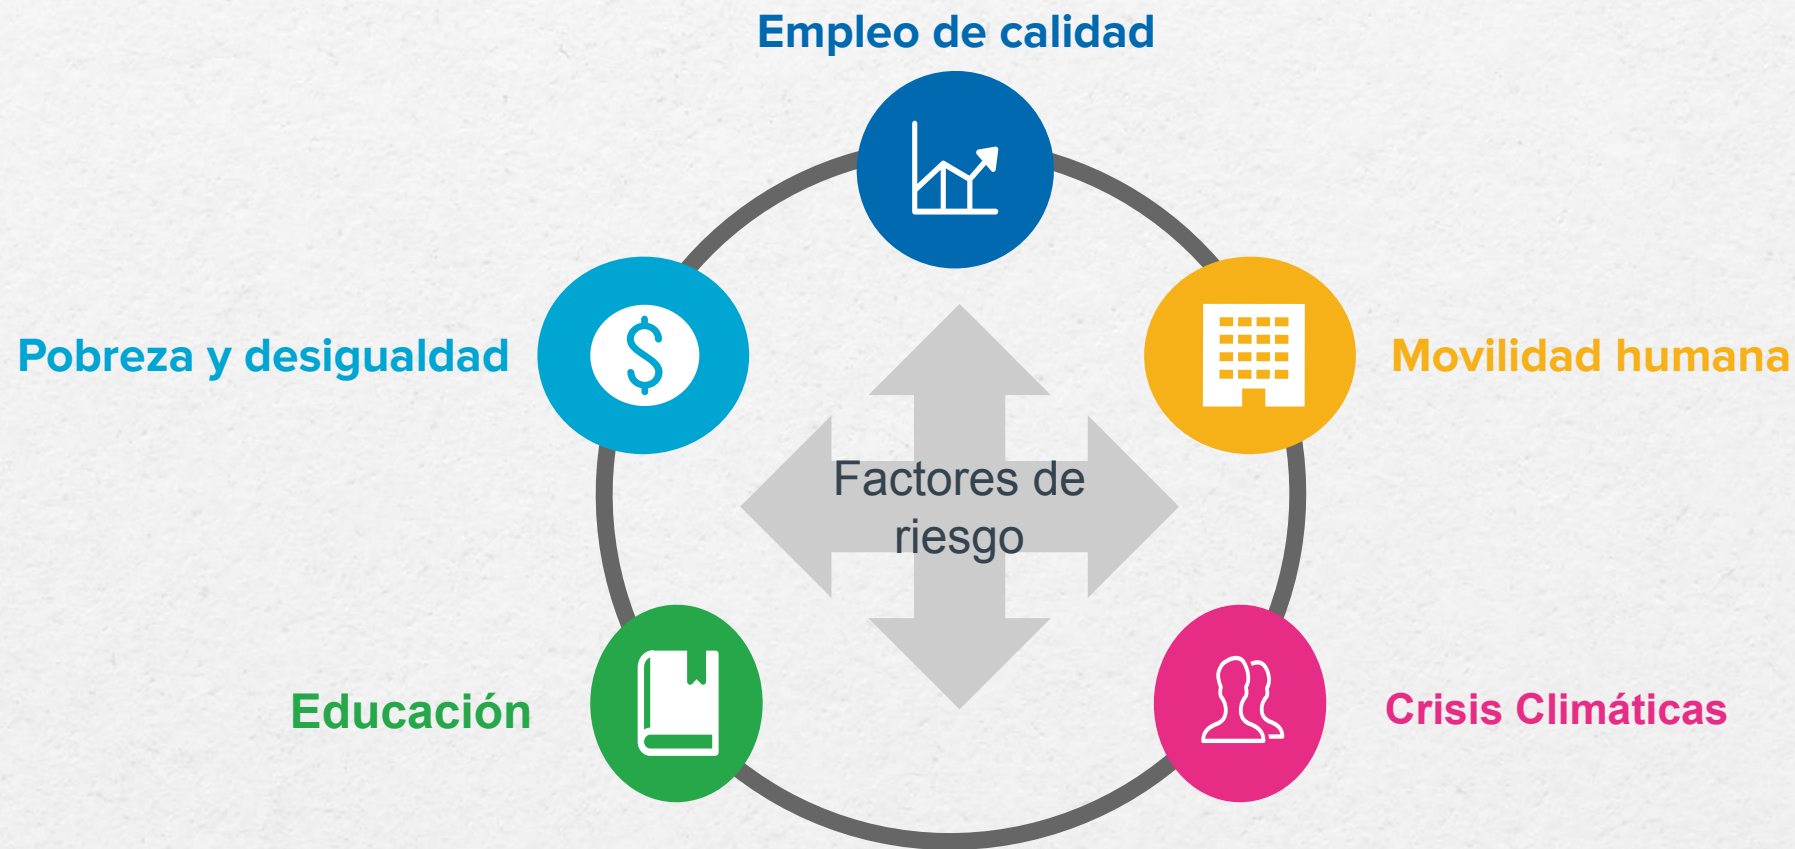 Empleo de calidad
Pobreza y desigualdad
Movilidad humana
Factores de
riesgo
Educación
Crisis Climáticas